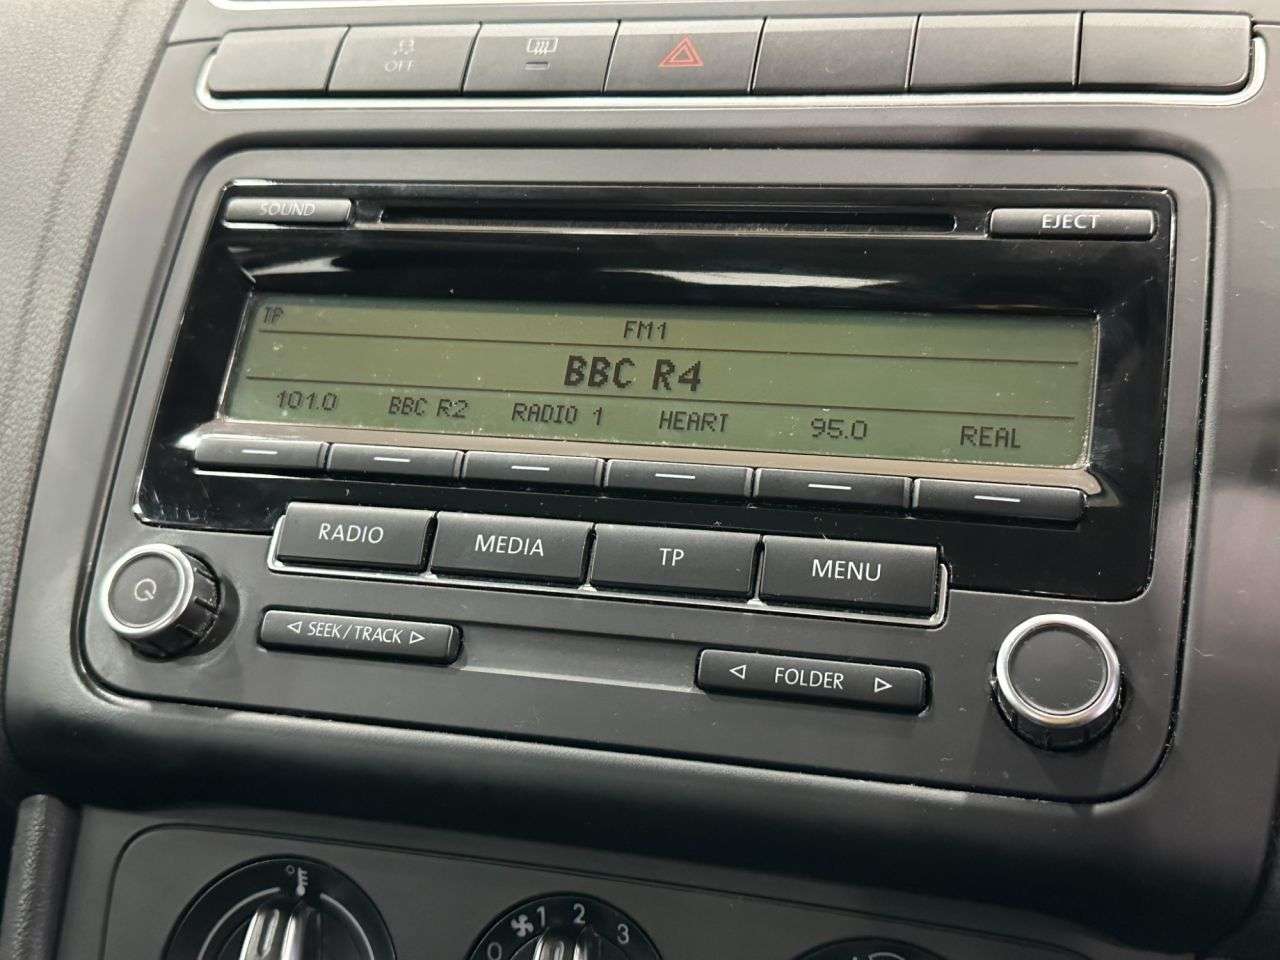 OFF
SOUND
EJECT
TP
FM1
BBC R4
101.0 BBC R2 RADIO 1 HEART 95.0 REAL
RADIO MEDIA TP MENU
SEEK/TRACK
FOLDER
0 1 2 3